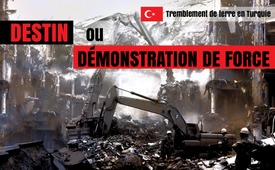 Tremblement de terre en Turquie
DESTIN ou
DÉMONSTRATION DE FORCE